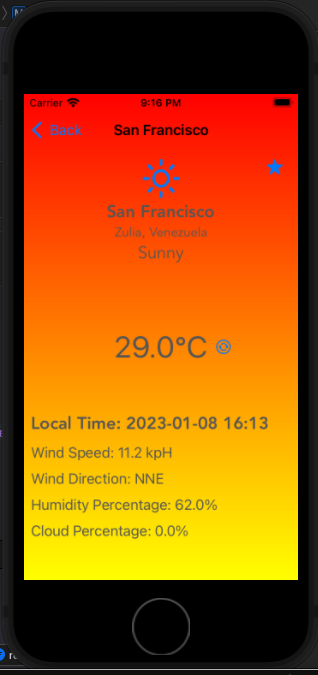 Carrier 9:16 PM
Back San Francisco
San Francisco
Zulia, Venezuela
Sunny
29.0°C
Local Time: 2023-01-08 16:13
Wind Speed: 11.2 kpH
Wind Direction: NNE
Humidity Percentage: 62.0%
Cloud Percentage: 0.0%